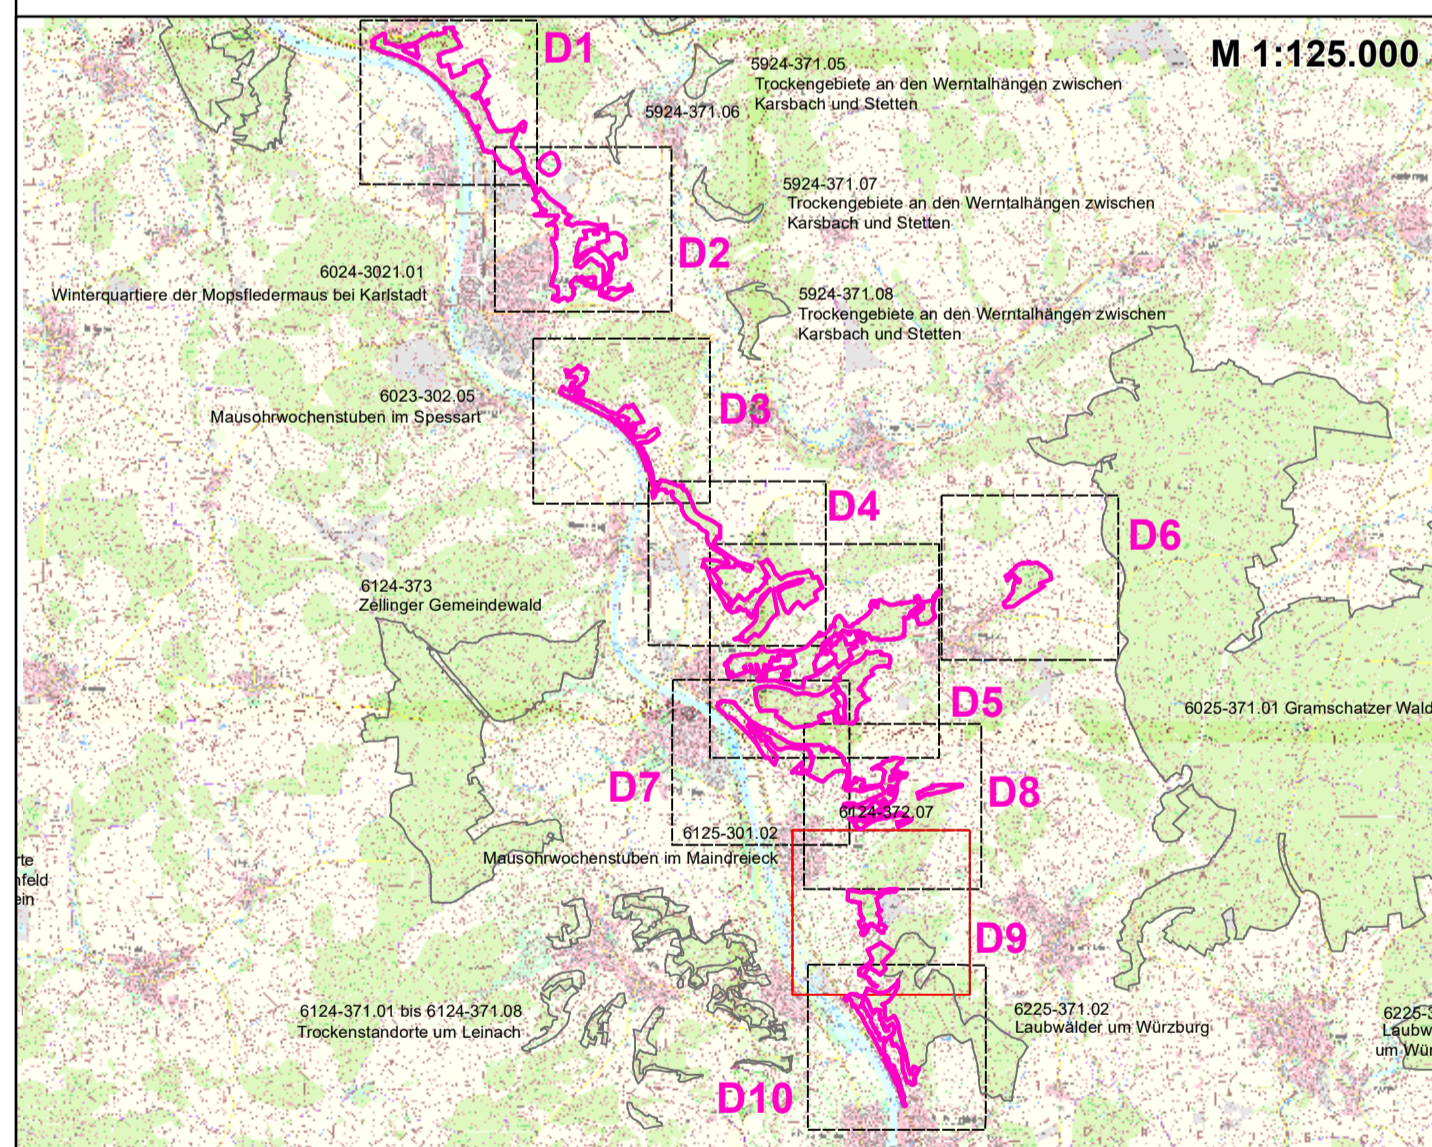 M 1:125.000
D1
5924-371.05
Trockengebiete an den Werntalhängen zwischen
Karsbach und Stetten
5924-371.06
5924-371.07
Trockengebiete an den Werntalhängen zwischen
Karsbach und Stetten
D2
6024-3021.01
Winterquartiere der Mopsfledermaus bei Karlstadt
5924-371.08
Trockengebiete an den Werntalhängen zwischen
Karsbach und Stetten
6023-302.05
Mausohrwochenstuben im Spessart
D3
D4
D6
6124-373
Zellinger Gemeindewald
D5
6025-371.01 Gramschatzer Wald
D7
D8
6124-372.07
6125-301.02
Mausohrwochenstuben im Maindreieck
rte
nfeld
ein
D9
6124-371.01 bis 6124-371.08
Trockenstandorte um Leinach
6225-371.02
Laubwälder um Würzburg
6225-3
Laubw
um Wür
D10